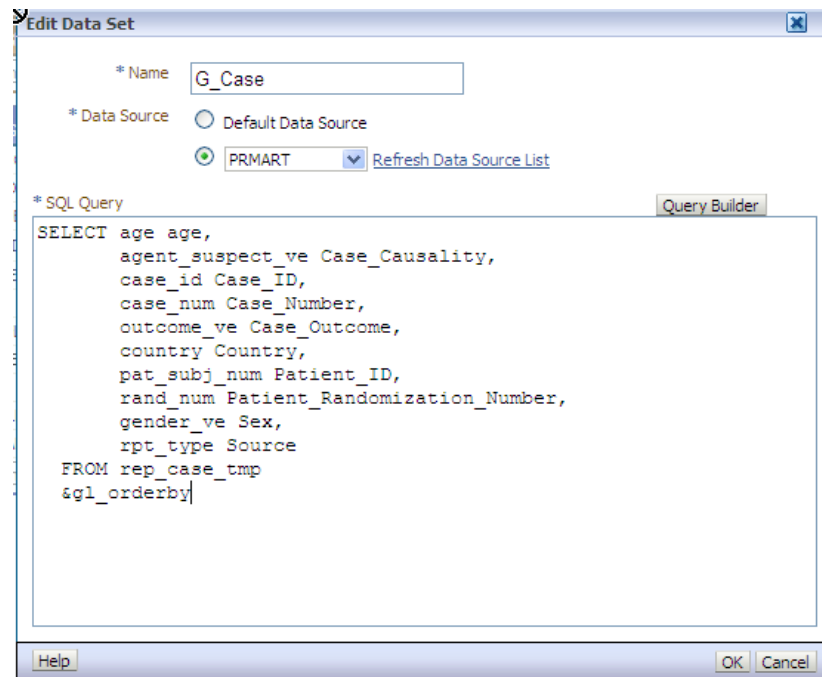 Edit Data Set
* Name G_Case
* Data Source Default Data Source
PRMART Refresh Data Source List
* SQL Query Query Builder
SELECT age age,
agent_suspect_ve Case_Causality,
case_id Case_ID,
case_num Case_Number,
outcome_ve Case_Outcome,
country Country,
pat_subj_num Patient_ID,
rand_num Patient_Randomization_Number,
gender_ve Sex,
rpt_type Source
FROM rep_case_tmp
&gl_orderby
Help OK Cancel